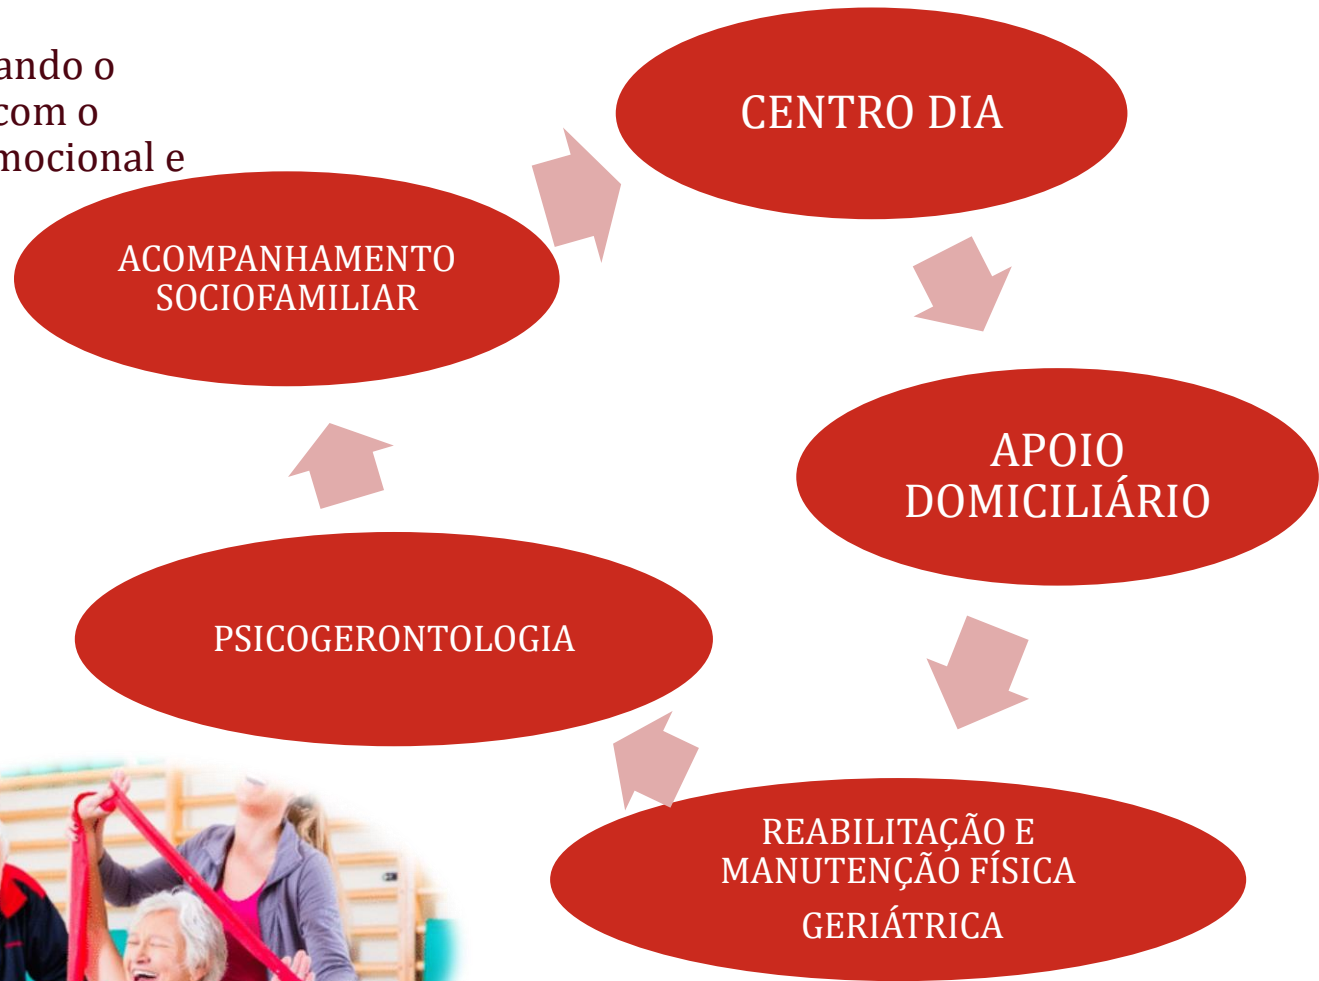 ando o
com o
mocional e
CENTRO DIA
ACOMPANHAMENTO
SOCIOFAMILIAR
APOIO
DOMICILIÁRIO
PSICOGERONTOLOGIA
REABILITAÇÃO E
MANUTENÇÃO FÍSICA
GERIÁTRICA